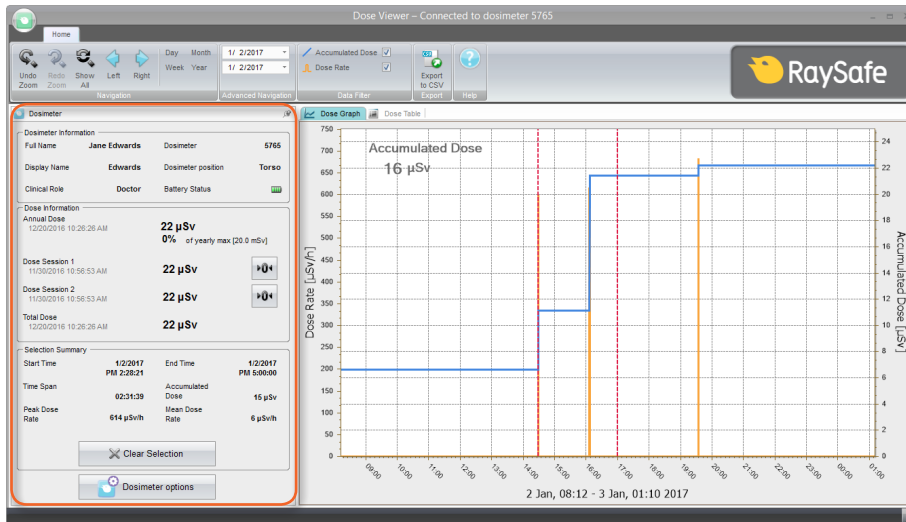 Dose Viewer – Connected to dosimeter 5765
Home
Undo Zoom
Redo Zoom
Show All
Left
Right
Day Month
Week Year
Navigation
1/ 2/2017
1/ 2/2017
Advanced Navigation
Accumulated Dose
Dose Rate
Data Filter
CSV
Export to CSV
Export
Help
RaySafe
Dosimeter
Dosimeter Information
Full Name Jane Edwards Dosimeter 5765
Display Name Edwards Dosimeter position Torso
Clinical Role Doctor Battery Status
Dose Information
Annual Dose
12/20/2016 10:26:26 AM 22 µSv
0% of yearly max [20.0 mSv]
Dose Session 1
11/30/2016 10:56:53 AM 22 µSv
0
Dose Session 2
11/30/2016 10:56:53 AM 22 µSv
0
Total Dose
12/20/2016 10:26:26 AM 22 µSv
Selection Summary
Start Time 1/2/2017 PM 2:28:21 End Time 1/2/2017 PM 5:00:00
Time Span 02:31:39 Accumulated Dose 15 µSv
Peak Dose Rate 614 µSv/h Mean Dose Rate 6 µSv/h
Clear Selection
Dosimeter options
Dose Graph Dose Table
Accumulated Dose
16 µSv
Dose Rate [µSv/h]
750
700
650
600
550
500
450
400
350
300
250
200
150
100
50
0
24
22
20
18
16
14
12
10
8
6
4
2
0
Accumulated Dose [µSv]
09:00 10:00 11:00 12:00 13:00 14:00 15:00 16:00 17:00 18:00 19:00 20:00 21:00 22:00 23:00 00:00 01:00
2 Jan, 08:12 - 3 Jan, 01:10 2017